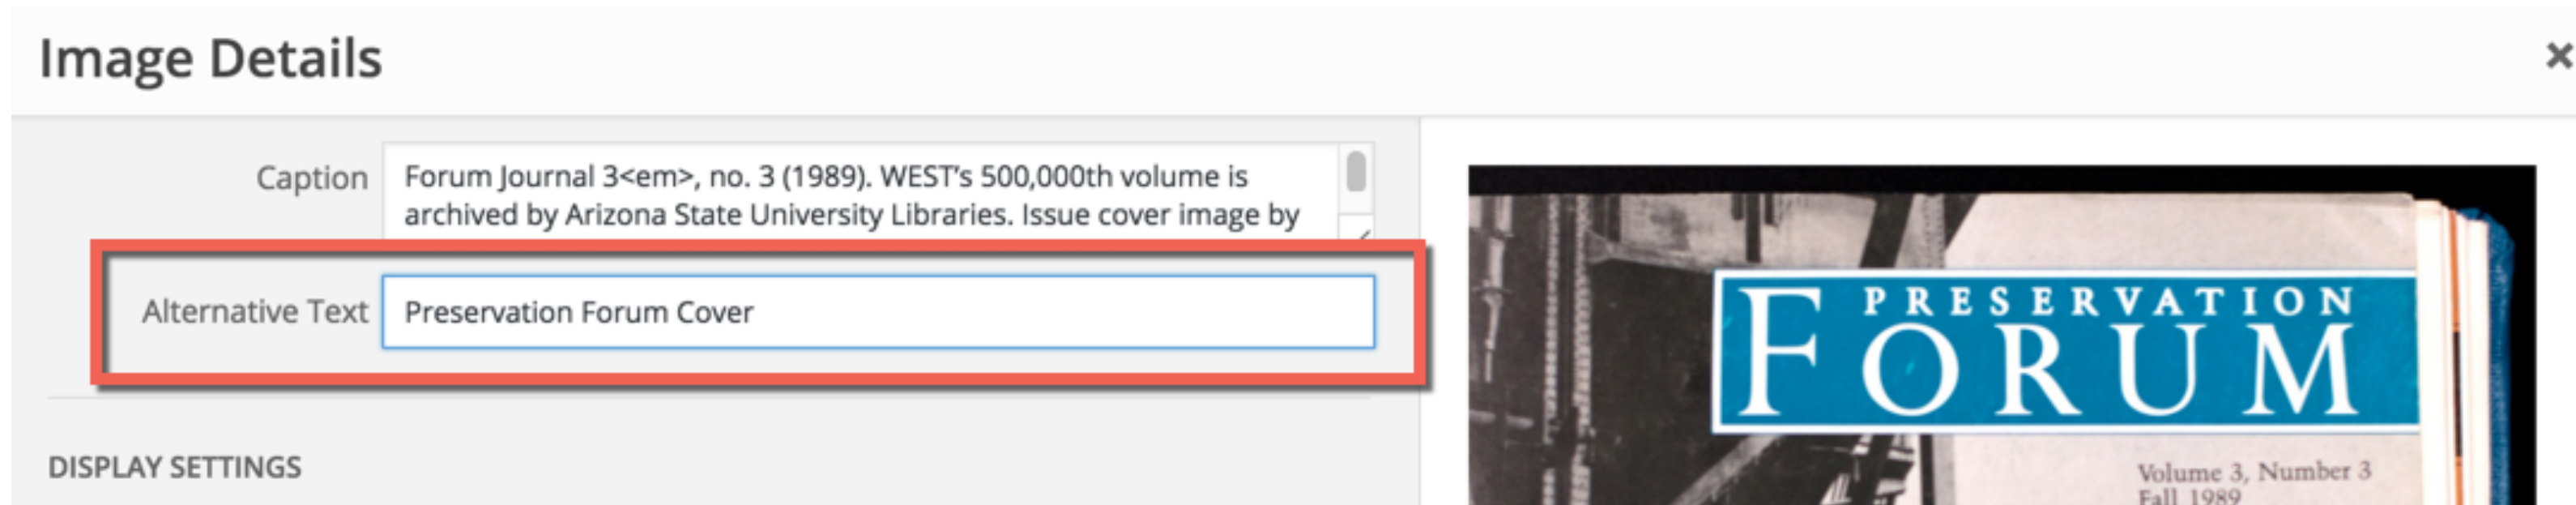 Image Details
Caption
Forum Journal 3<em>, no. 3 (1989). WEST's 500,000th volume is
archived by Arizona State University Libraries. Issue cover image by
Alternative Text
Preservation Forum Cover
DISPLAY SETTINGS
PRESERVATION
FORUM
Volume 3, Number 3
Fall 1989